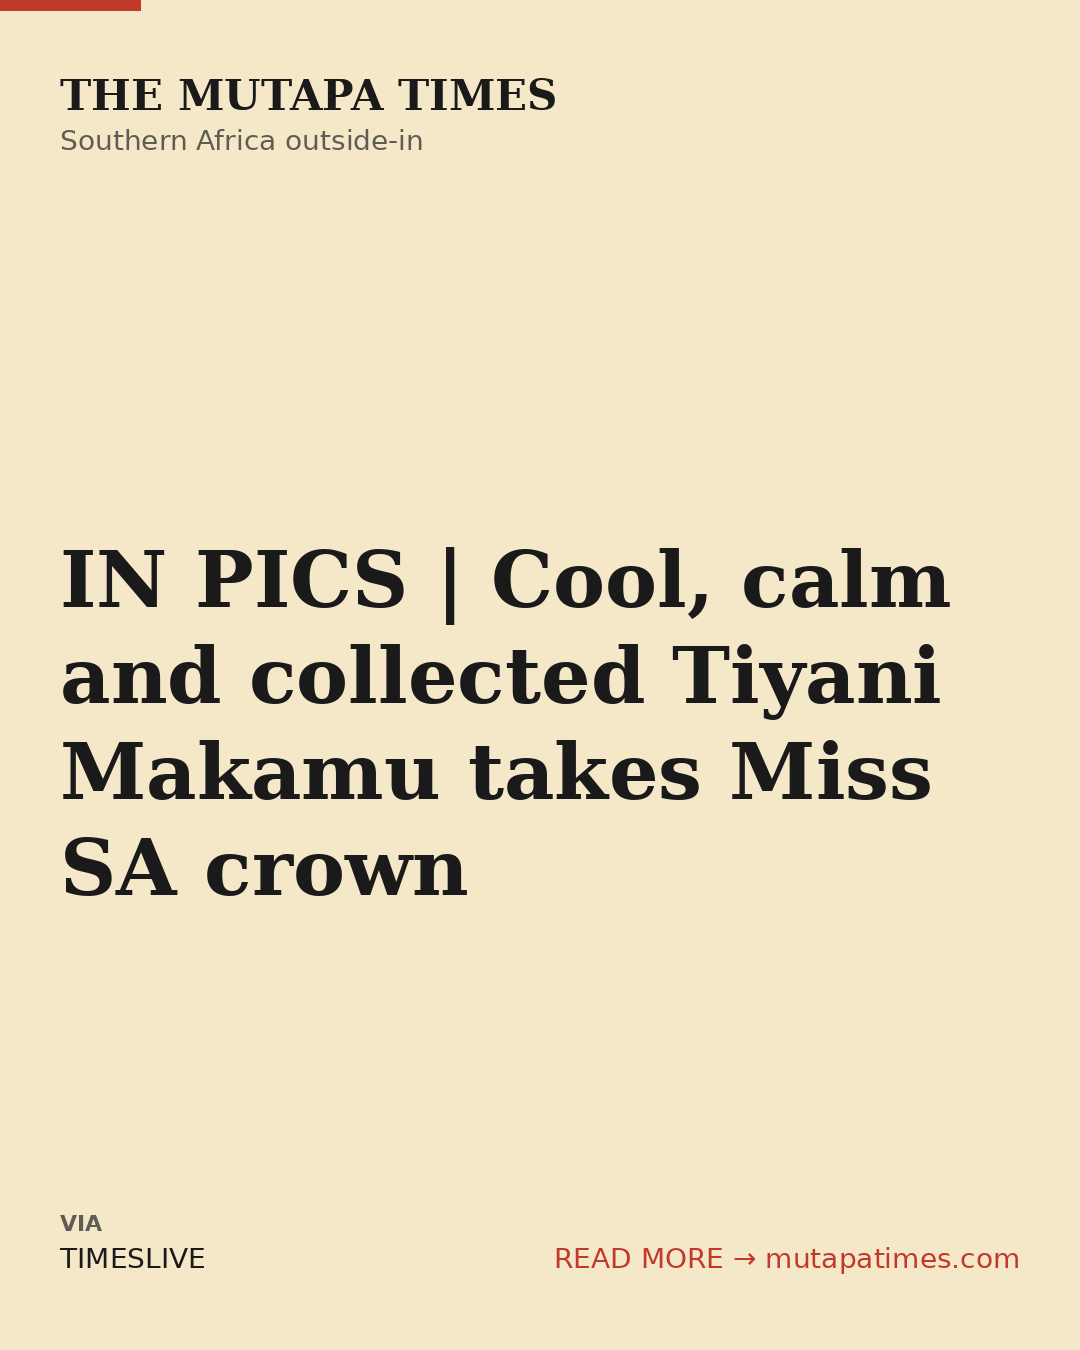 THE MUTAPA TIMES
Southern Africa outside-in
IN PICS | Cool, calm
and collected Tiyani
Makamu takes Miss
SA crown
VIA
TIMESLIVE
READ MORE → mutapatimes.com